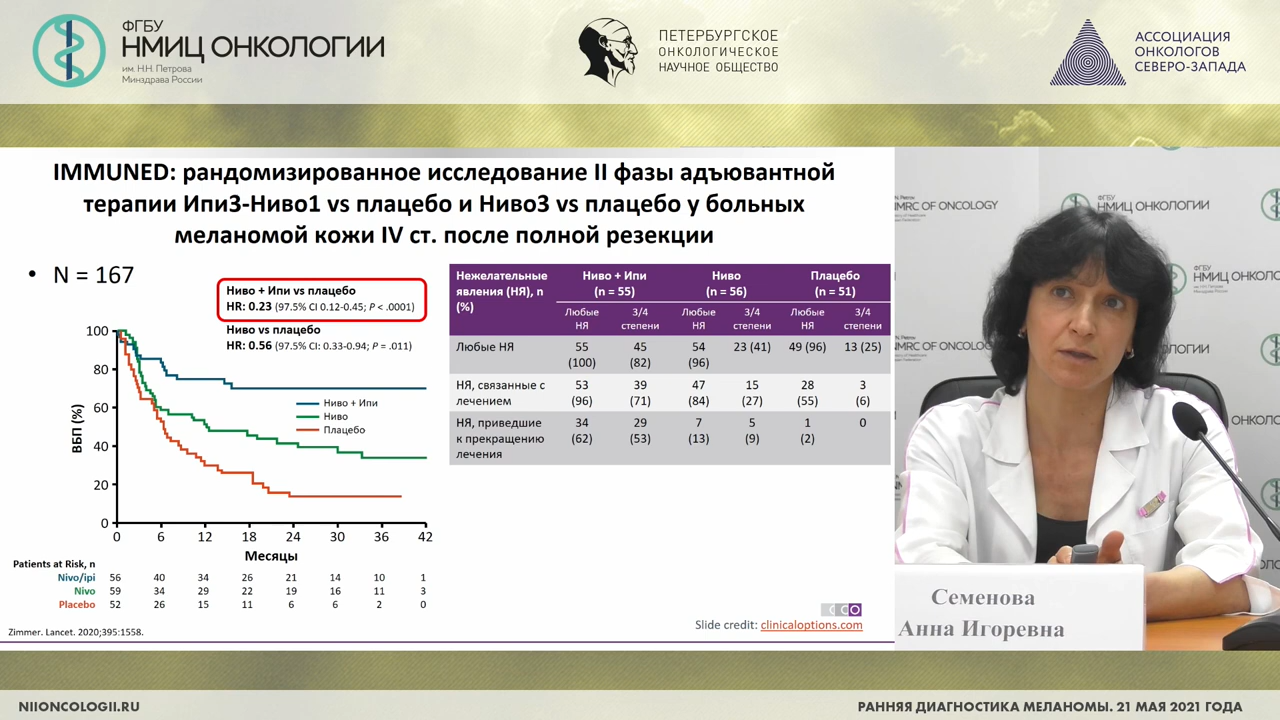 ФГБУ
НМИЦ ОНКОЛОГИИ
им. Н.Н. Петрова
Минздрава России
ПЕТЕРБУРГСКОЕ
ОНКОЛОГИЧЕСКОЕ
НАУЧНОЕ ОБЩЕСТВО
АССОЦИАЦИЯ
ОНКОЛОГОВ
СЕВЕРО-ЗАПАДА
IMMUNED: рандомизированное исследование II фазы адъювантной
терапии Ипи3-Ниво1 vs плацебо и Ниво3 vs плацебо у больных
меланомой кожи IV ст. после полной резекции
• N = 167
Ниво + Ипи vs плацебо
HR: 0.23 (97.5% CI 0.12-0.45; P < .0001)
Ниво vs плацебо
HR: 0.56 (97.5% CI: 0.33-0.94; P = .011)
ВБП (%)
100
80
60
40
20
0
Ниво + Ипи
Ниво
Плацебо
0 6 12 18 24 30 36 42
Месяцы
Patients at Risk, n
Nivo/ipi 56 40 34 26 21 14 10 1
Nivo 59 34 29 22 19 16 11 3
Placebo 52 26 15 11 6 6 2 0
Zimmer. Lancet. 2020;395:1558.
Нежелательные Ниво + Ипи Ниво Плацебо
явления (НЯ), n (n = 55) (n = 56) (n = 51)
(%) Любые 3/4 Любые 3/4 Любые 3/4
НЯ степени НЯ степени НЯ степени
Любые НЯ 55 45 54 23 (41) 49 (96) 13 (25)
(100) (82) (96)
НЯ, связанные с 53 39 47 15 28 3
лечением (96) (71) (84) (27) (55) (6)
НЯ, приведшие 34 29 7 5 1 0
к прекращению (62) (53) (13) (9) (2)
лечения
CCO
Slide credit: clinicaloptions.com
NMRC OF ONCOLOGY
ФГБУ
НМИЦ ОНКОЛОГИИ
Семенова
Анна Игоревна
NIIONCOLOGII.RU
РАННЯЯ ДИАГНОСТИКА МЕЛАНОМЫ. 21 МАЯ 2021 ГОДА